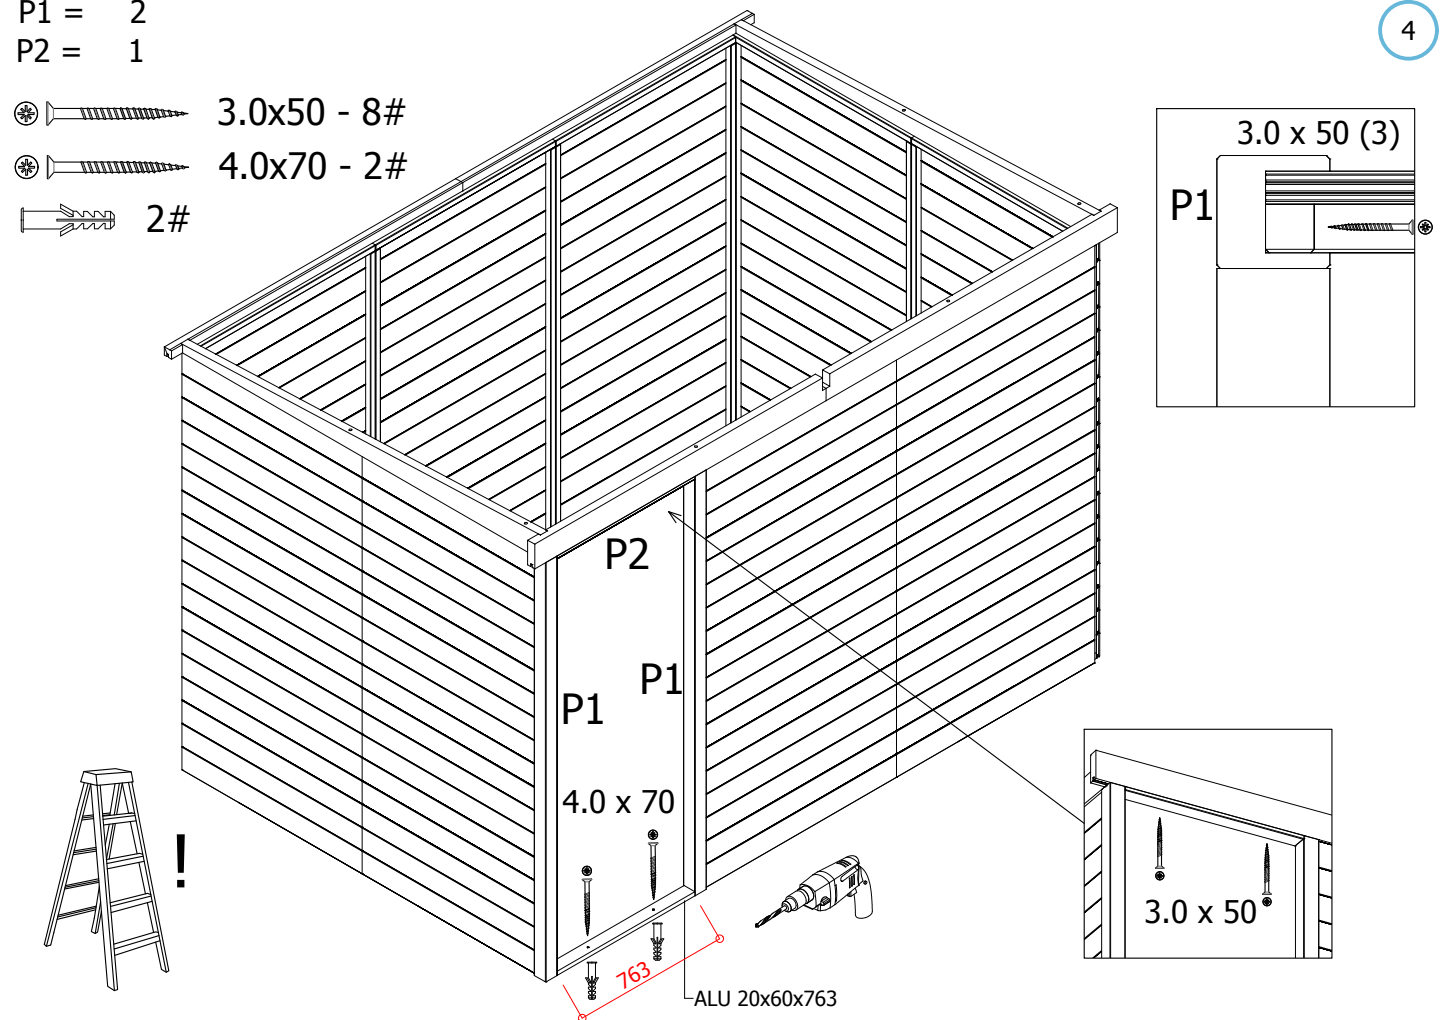 P1 = 2
P2 = 1
4
3.0x50 - 8#
4.0x70 - 2#
2#
3.0 x 50 (3)
P1
P2
P1
P1
4.0 x 70
!
3.0 x 50
763
ALU 20x60x763